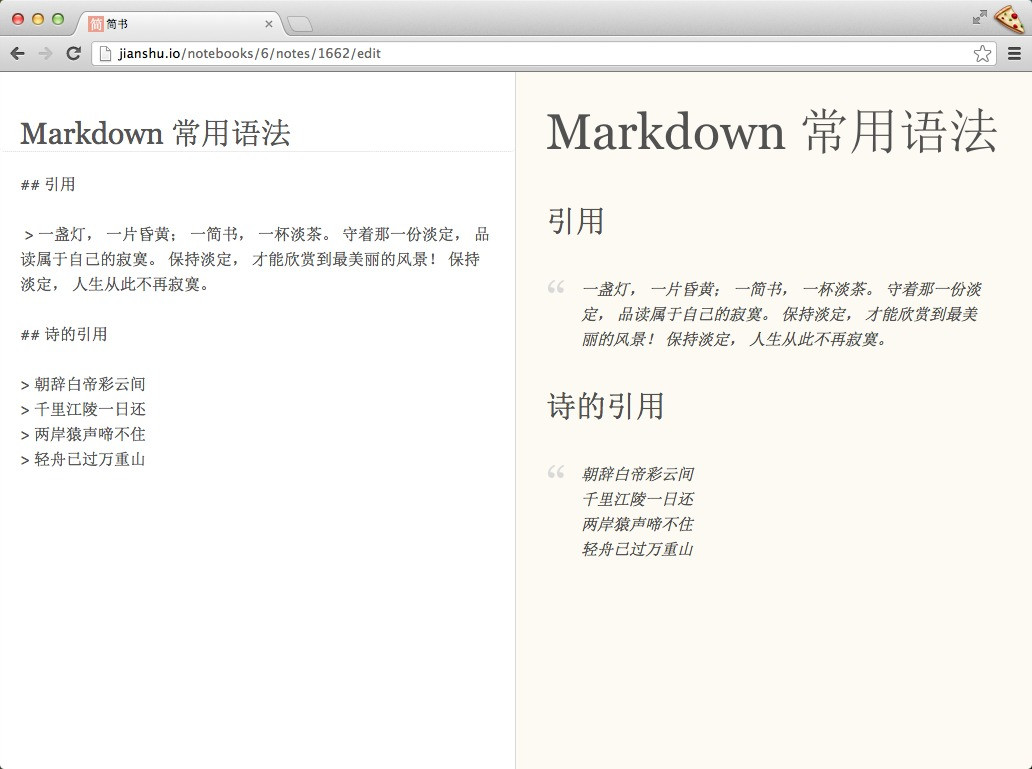 简 简书
jianshu.io/notebooks/6/notes/1662/edit
Markdown 常用语法
## 引用
> 一盏灯， 一片昏黄； 一简书， 一杯淡茶。 守着那一份淡定， 品
读属于自己的寂寞。 保持淡定， 才能欣赏到最美丽的风景！ 保持
淡定， 人生从此不再寂寞。
## 诗的引用
> 朝辞白帝彩云间
> 千里江陵一日还
> 两岸猿声啼不住
> 轻舟已过万重山
Markdown 常用语法
引用
“ 一盏灯， 一片昏黄； 一简书， 一杯淡茶。 守着那一份淡
定， 品读属于自己的寂寞。 保持淡定， 才能欣赏到最美
丽的风景！ 保持淡定， 人生从此不再寂寞。
诗的引用
“ 朝辞白帝彩云间
千里江陵一日还
两岸猿声啼不住
轻舟已过万重山